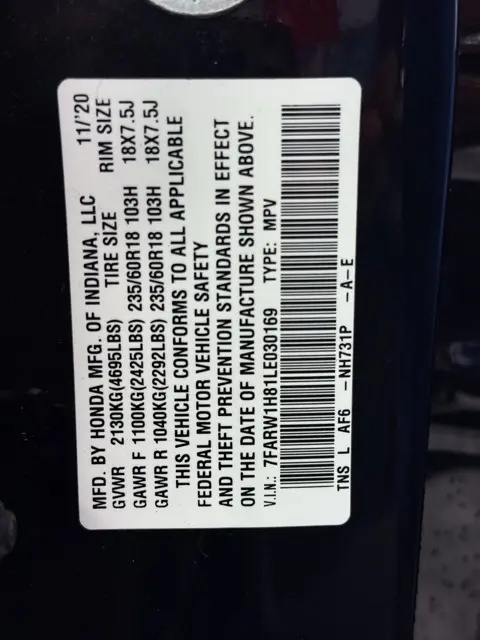 MFD. BY HONDA MFG. OF INDIANA, LLC 11/'20
GVWR 2130KG(4695LBS) TIRE SIZE RIM SIZE
GAWR F 1100KG(2425LBS) 235/60R18 103H 18X7.5J
GAWR R 1040KG(2292LBS) 235/60R18 103H 18X7.5J
THIS VEHICLE CONFORMS TO ALL APPLICABLE
FEDERAL MOTOR VEHICLE SAFETY
AND THEFT PREVENTION STANDARDS IN EFFECT
ON THE DATE OF MANUFACTURE SHOWN ABOVE.
V.I.N.: 7FARW1H81LE030169 TYPE: MPV
TNS L AF6 -NH731P -A-E